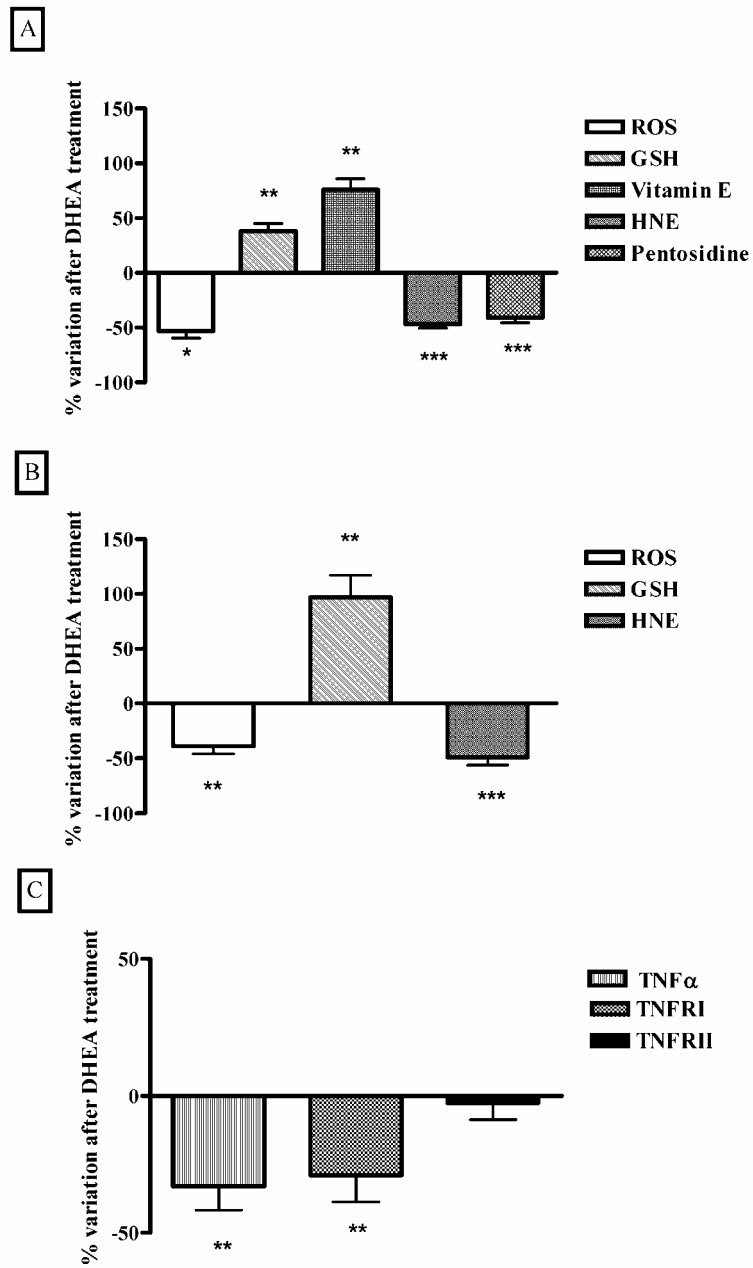 A
% variation after DHEA treatment
150
100
50
0
-50
-100
**
**
*
***
***
ROS
GSH
Vitamin E
HNE
Pentosidine
B
% variation after DHEA treatment
150
100
50
0
-50
-100
**
**
***
ROS
GSH
HNE
C
% variation after DHEA treatment
50
0
-50
**
**
TNFα
TNFRI
TNFRII